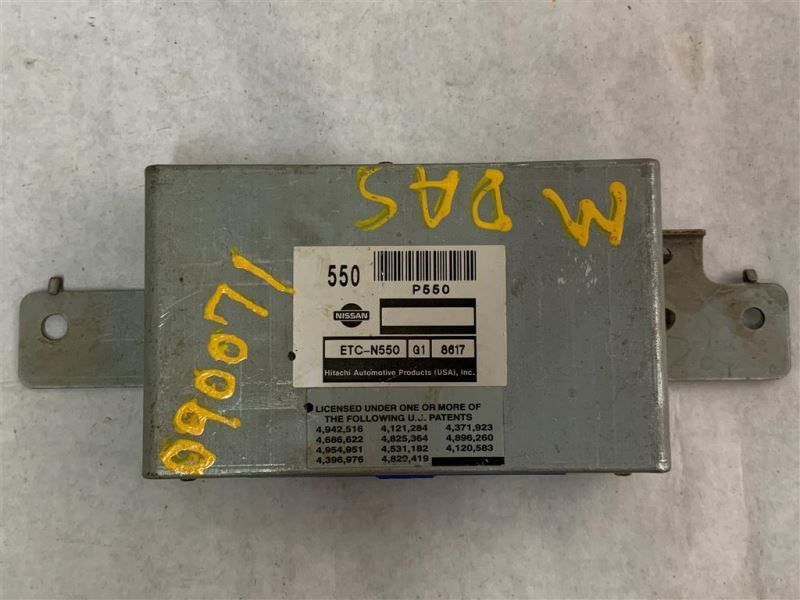 M DAS
090071
550
P550
NISSAN
ETC-N550 G1 8617
Hitachi Automotive Products (USA), Inc.
LICENSED UNDER ONE OR MORE OF
THE FOLLOWING U.S. PATENTS
4,942,516 4,121,284 4,371,923
4,686,622 4,825,364 4,896,260
4,954,951 4,531,182 4,120,583
4,396,976 4,829,419